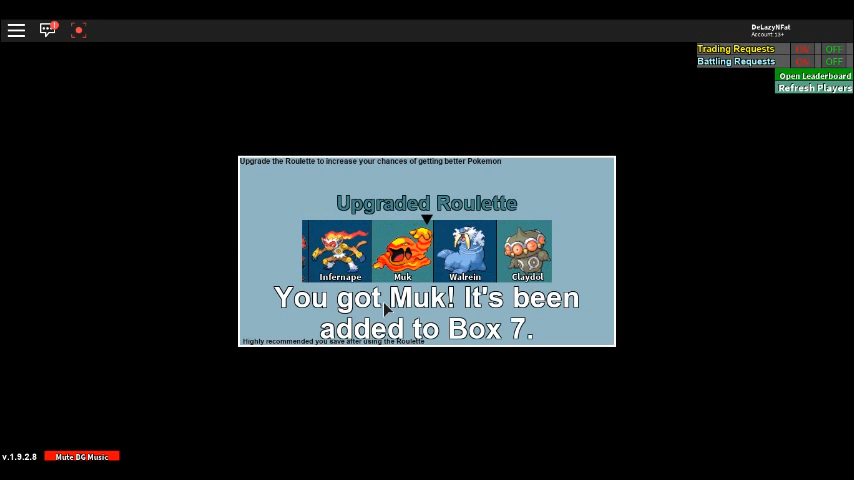 DeLazyNFat
Account: 13+
Trading Requests ON OFF
Battling Requests ON OFF
Open Leaderboard
Refresh Players
Upgrade the Roulette to increase your chances of getting better Pokemon
Upgraded Roulette
Infernape Muk Walrein Claydol
You got Muk! It's been
added to Box 7.
Highly recommended you save after using the Roulette
v.1.9.2.8 Mute BG Music